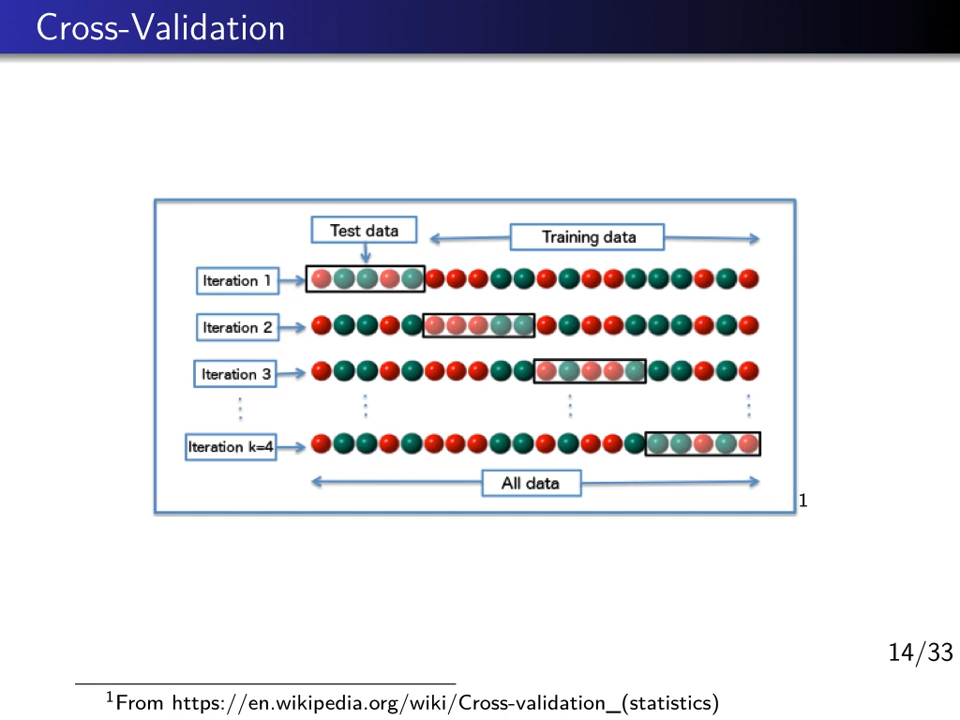 Cross-Validation
Test data
Training data
Iteration 1
Iteration 2
Iteration 3
Iteration k=4
All data
1
14/33
1From https://en.wikipedia.org/wiki/Cross-validation_(statistics)